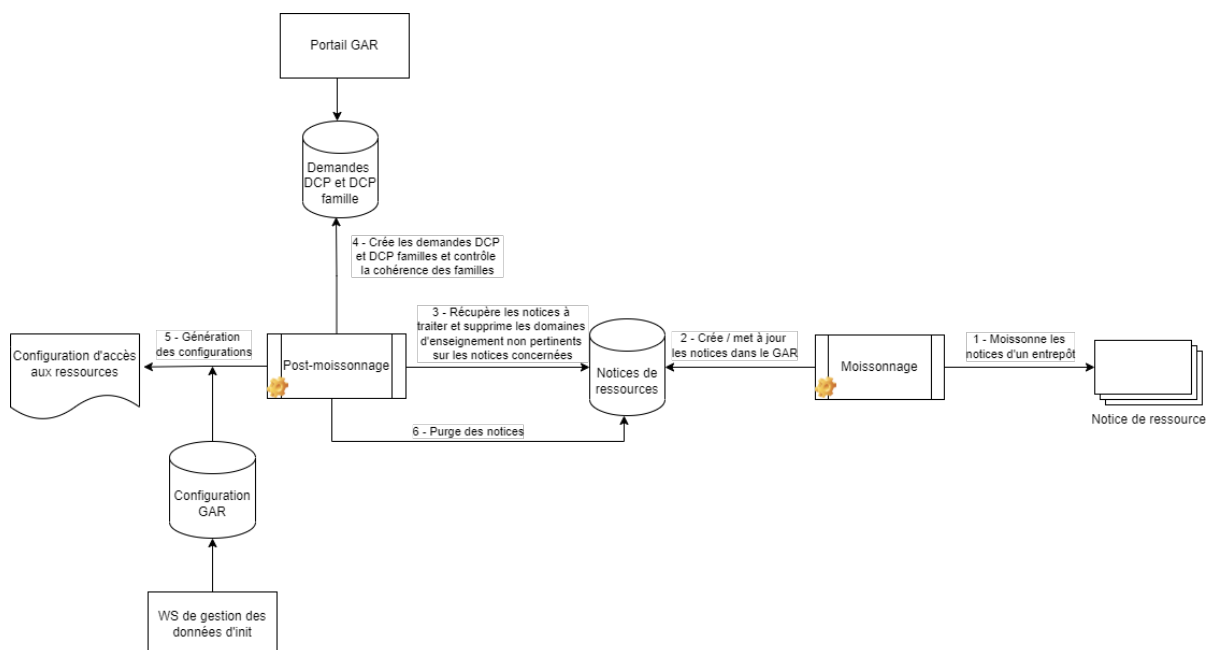 Portail GAR
Demandes
DCP et DCP
famille
4 - Crée les demandes DCP
et DCP familles et contrôle
la cohérence des familles
3 - Récupère les notices à
traiter et supprime les domaines
d'enseignement non pertinents
sur les notices concernées
5 - Génération
des configurations
2 - Crée / met à jour
les notices dans le GAR
1 - Moissonne les
notices d'un entrepôt
Configuration d'accès
aux ressources
Post-moissonnage
Notices de
ressources
Moissonnage
Notice de ressource
6 - Purge des notices
Configuration
GAR
WS de gestion des
données d'init